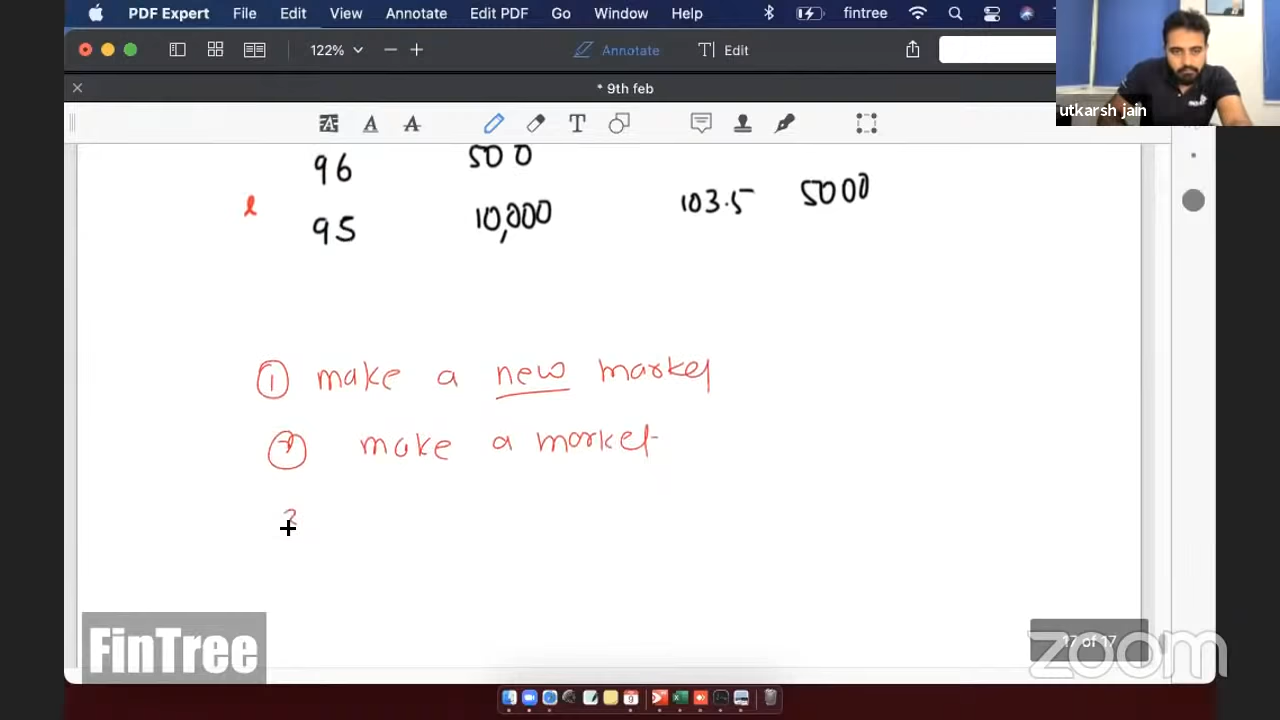 PDF Expert File Edit View Annotate Edit PDF Go Window Help fintree
122% Annotate T Edit
utkarsh jain
* 9th feb
96 500
l 95 10,000 103.5 5000
① make a new market
② make a market
FinTree
17 of 17
zoom